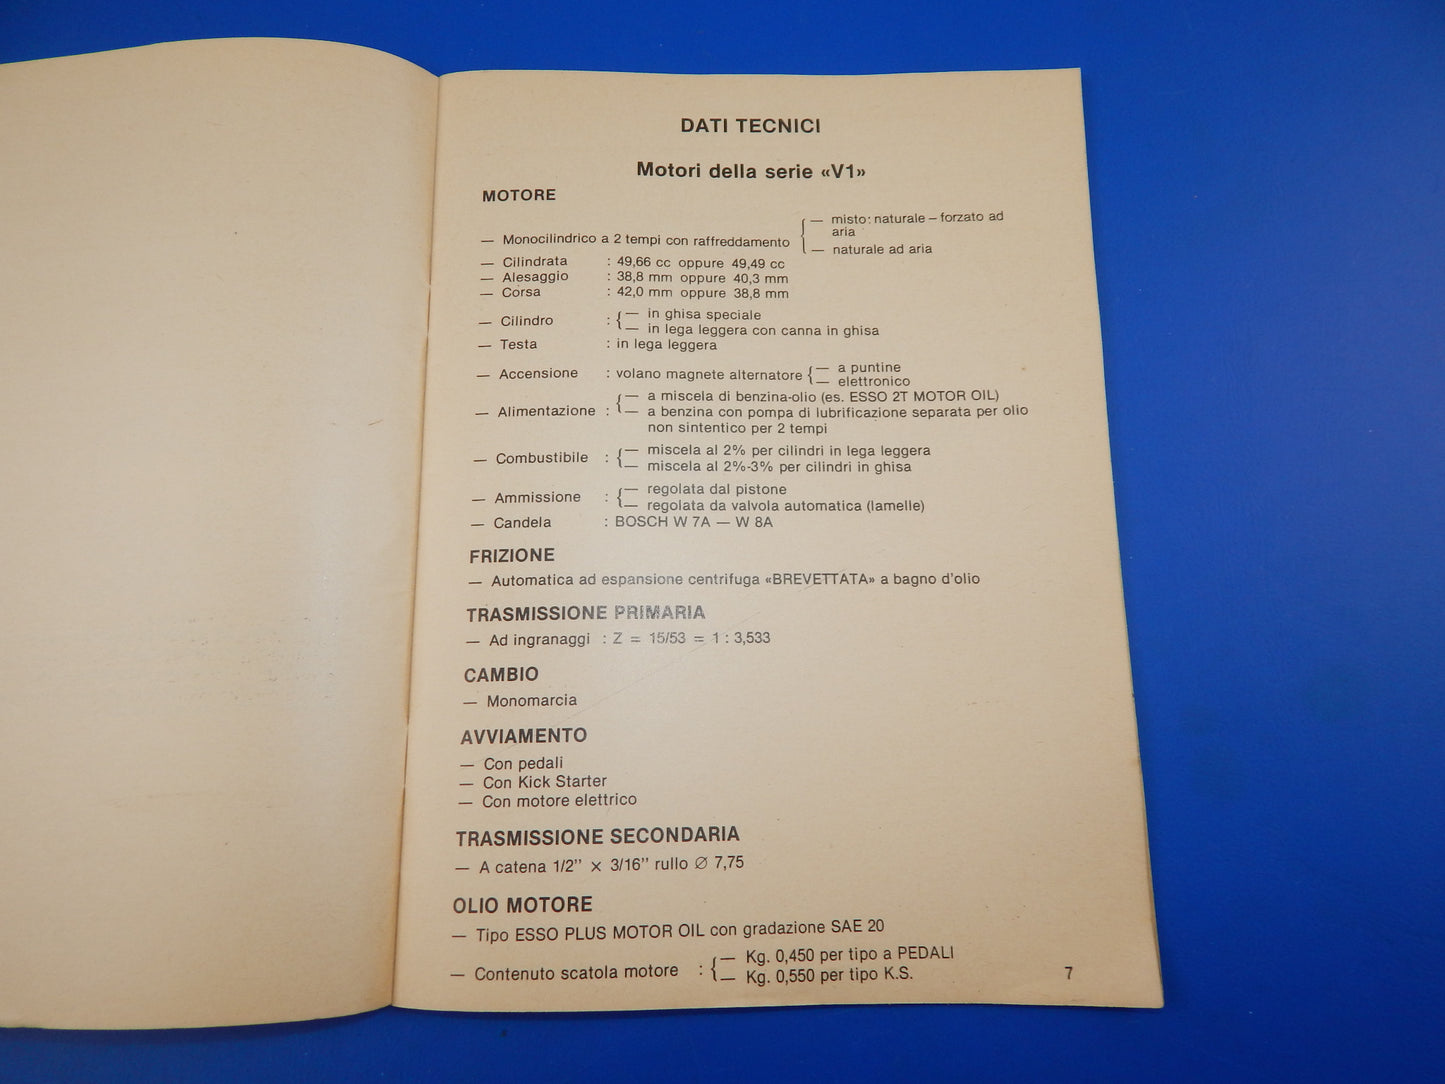 DATI TECNICI
Motori della serie «V1»
MOTORE
— Monocilindrico a 2 tempi con raffreddamento { — misto: naturale – forzato ad
aria
— naturale ad aria
— Cilindrata : 49,66 cc oppure 49,49 cc
— Alesaggio : 38,8 mm oppure 40,3 mm
— Corsa : 42,0 mm oppure 38,8 mm
— Cilindro : { — in ghisa speciale
— in lega leggera con canna in ghisa
— Testa : in lega leggera
— Accensione : volano magnete alternatore { — a puntine
— elettronico
— Alimentazione : { — a miscela di benzina-olio (es. ESSO 2T MOTOR OIL)
— a benzina con pompa di lubrificazione separata per olio
non sintentico per 2 tempi
— Combustibile : { — miscela al 2% per cilindri in lega leggera
— miscela al 2%-3% per cilindri in ghisa
— Ammissione : { — regolata dal pistone
— regolata da valvola automatica (lamelle)
— Candela : BOSCH W 7A — W 8A
FRIZIONE
— Automatica ad espansione centrifuga «BREVETTATA» a bagno d'olio
TRASMISSIONE PRIMARIA
— Ad ingranaggi : Z = 15/53 = 1 : 3,533
CAMBIO
— Monomarcia
AVVIAMENTO
— Con pedali
— Con Kick Starter
— Con motore elettrico
TRASMISSIONE SECONDARIA
— A catena 1/2" × 3/16" rullo ∅ 7,75
OLIO MOTORE
— Tipo ESSO PLUS MOTOR OIL con gradazione SAE 20
— Contenuto scatola motore : { — Kg. 0,450 per tipo a PEDALI
— Kg. 0,550 per tipo K.S.
7